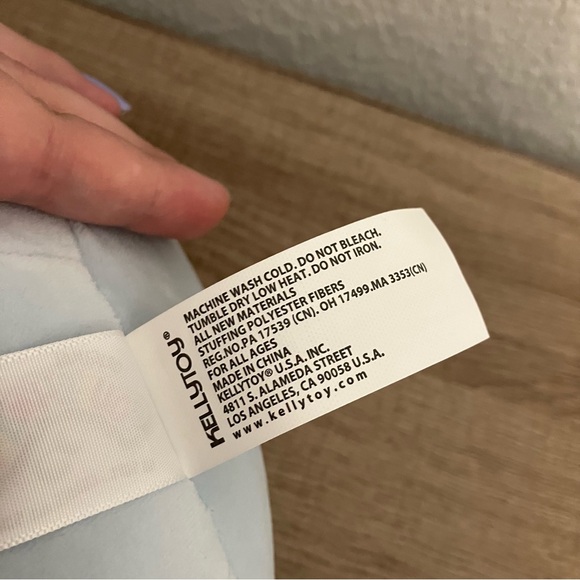 KELLYTOY®
MACHINE WASH COLD. DO NOT BLEACH.
TUMBLE DRY LOW HEAT. DO NOT IRON.
ALL NEW MATERIALS
STUFFING POLYESTER FIBERS
REG.NO.PA 17539 (CN). OH 17499.MA 3353(CN)
FOR ALL AGES
MADE IN CHINA
KELLYTOY® U.S.A. INC.
4811 S. ALAMEDA STREET
LOS ANGELES, CA 90058 U.S.A.
www.kellytoy.com